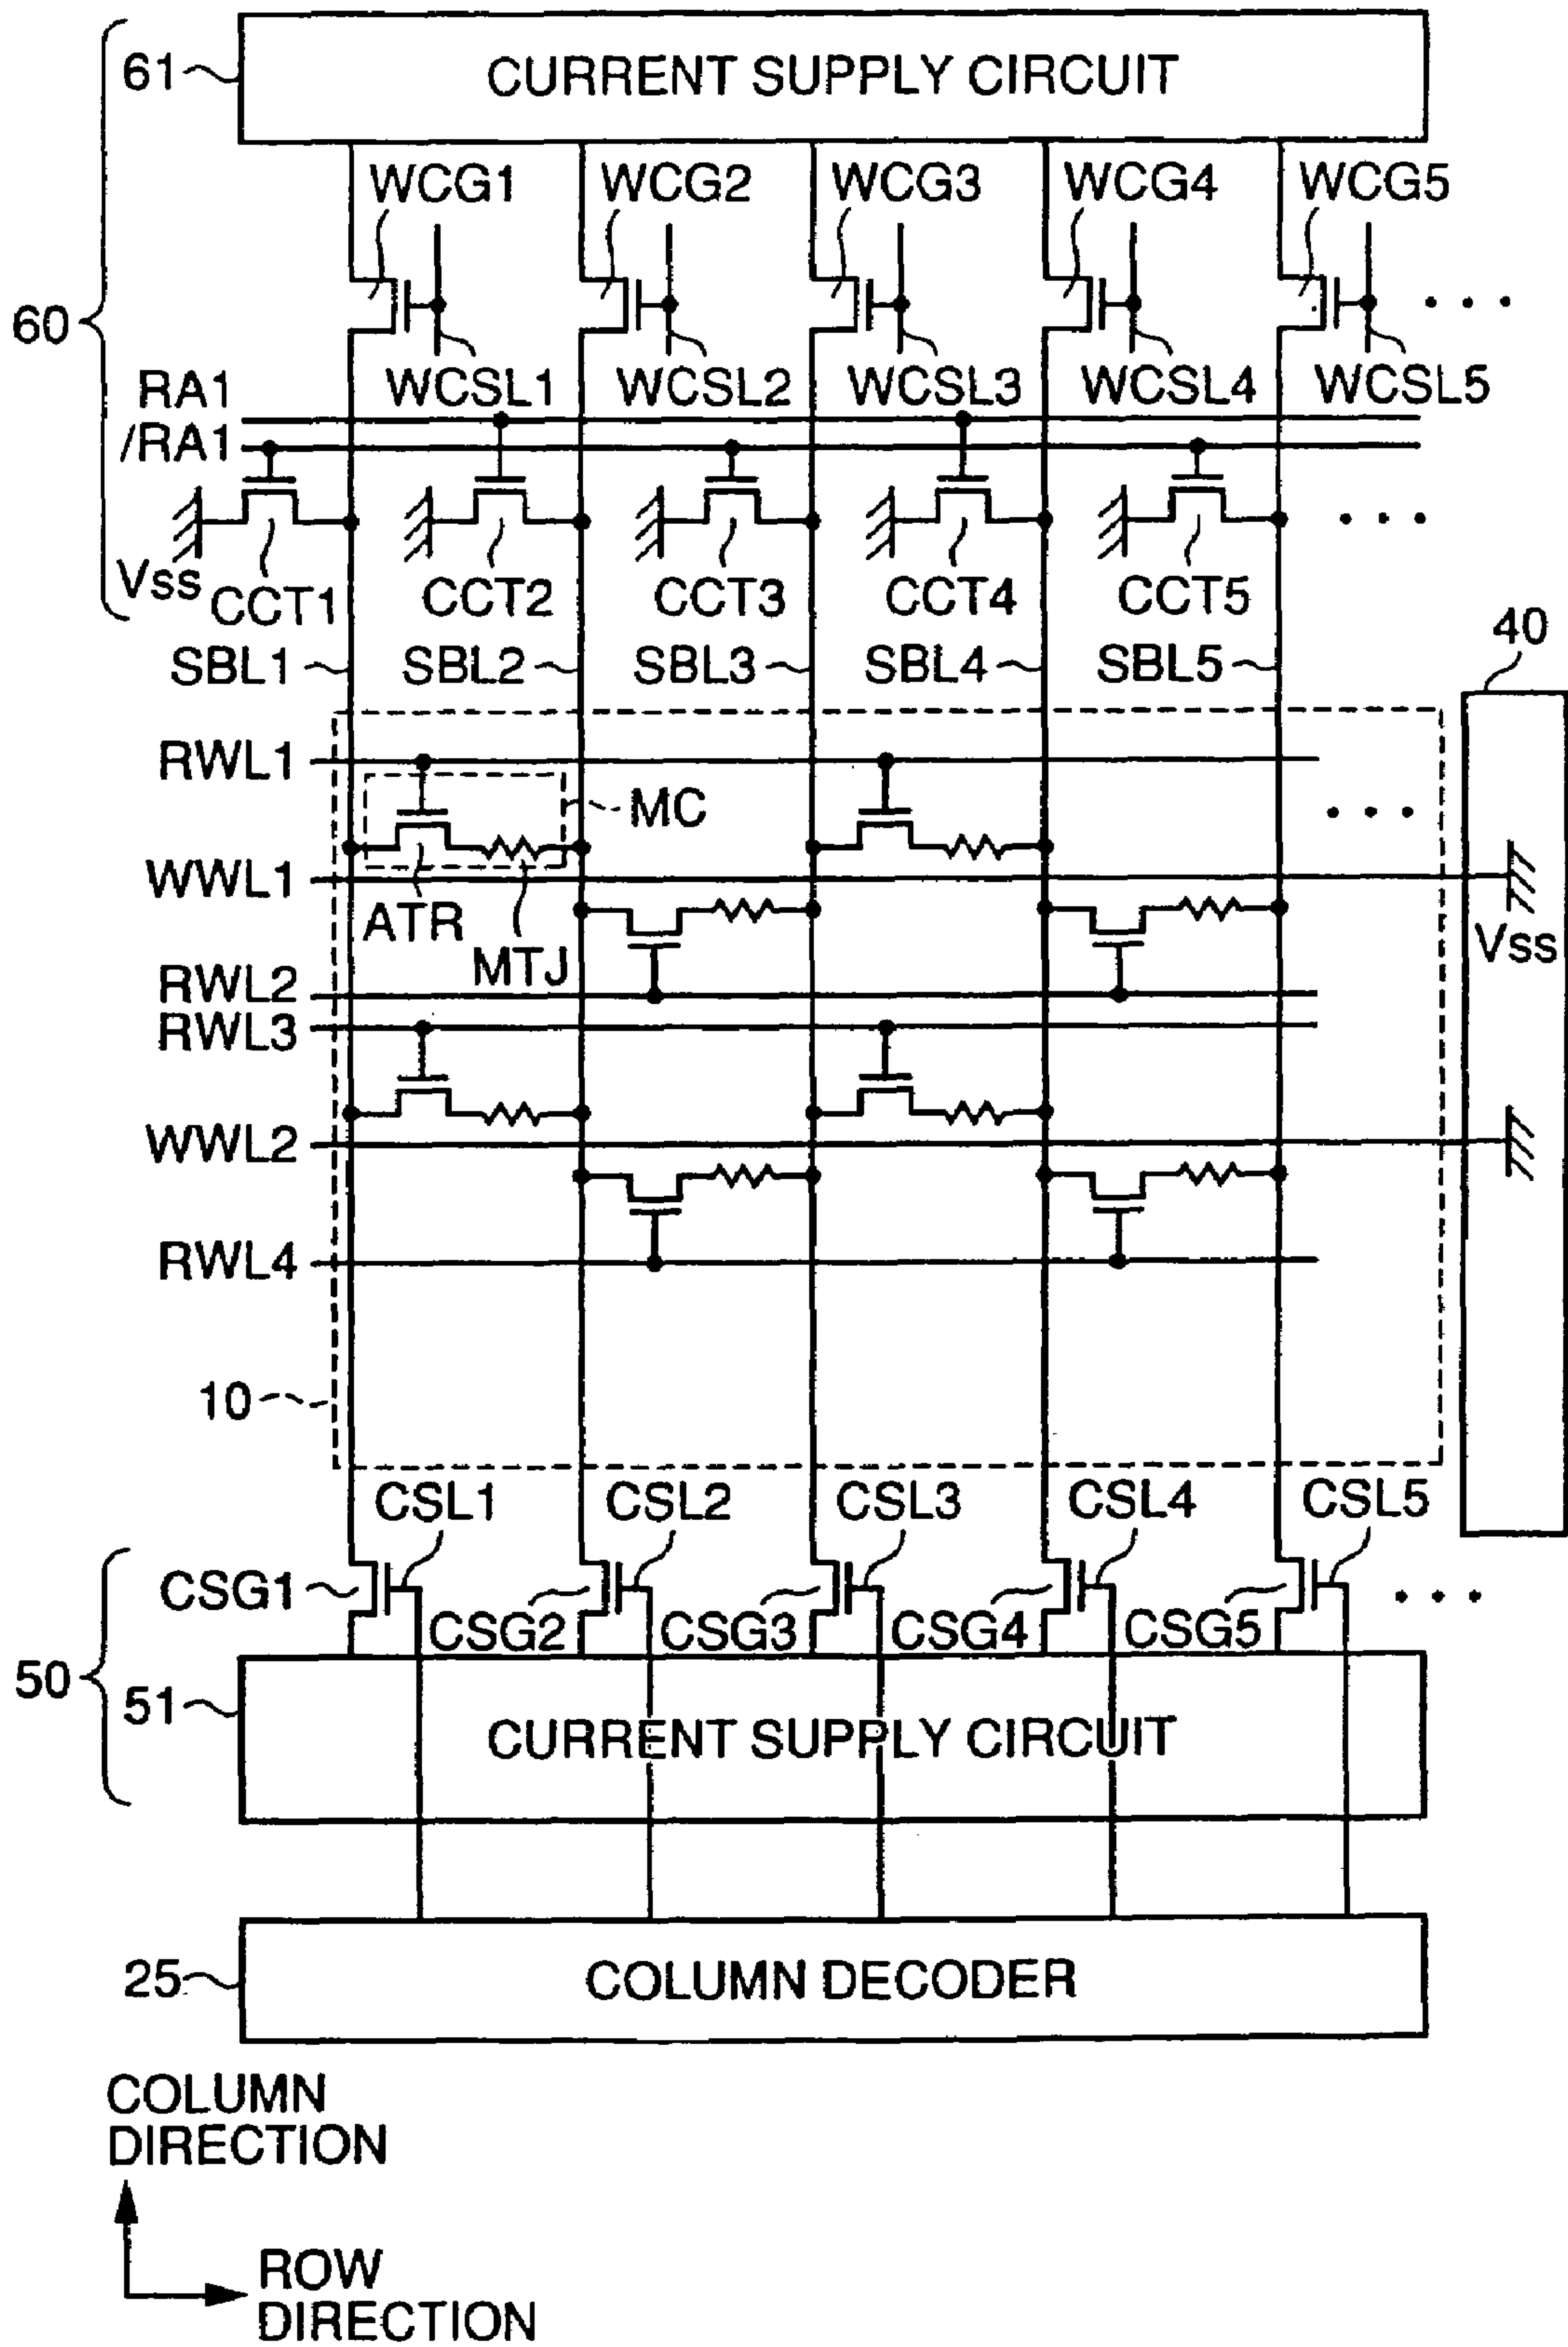 61 CURRENT SUPPLY CIRCUIT
WCG1 WCG2 WCG3 WCG4 WCG5
60
WCSL1 WCSL2 WCSL3 WCSL4 WCSL5
RA1
/RA1
Vss CCT1 CCT2 CCT3 CCT4 CCT5
SBL1 SBL2 SBL3 SBL4 SBL5
40
RWL1
MC
WWL1
ATR
MTJ
Vss
RWL2
RWL3
WWL2
RWL4
10
CSL1 CSL2 CSL3 CSL4 CSL5
CSG1 CSG2 CSG3 CSG4 CSG5
50
51 CURRENT SUPPLY CIRCUIT
25 COLUMN DECODER
COLUMN
DIRECTION
ROW
DIRECTION